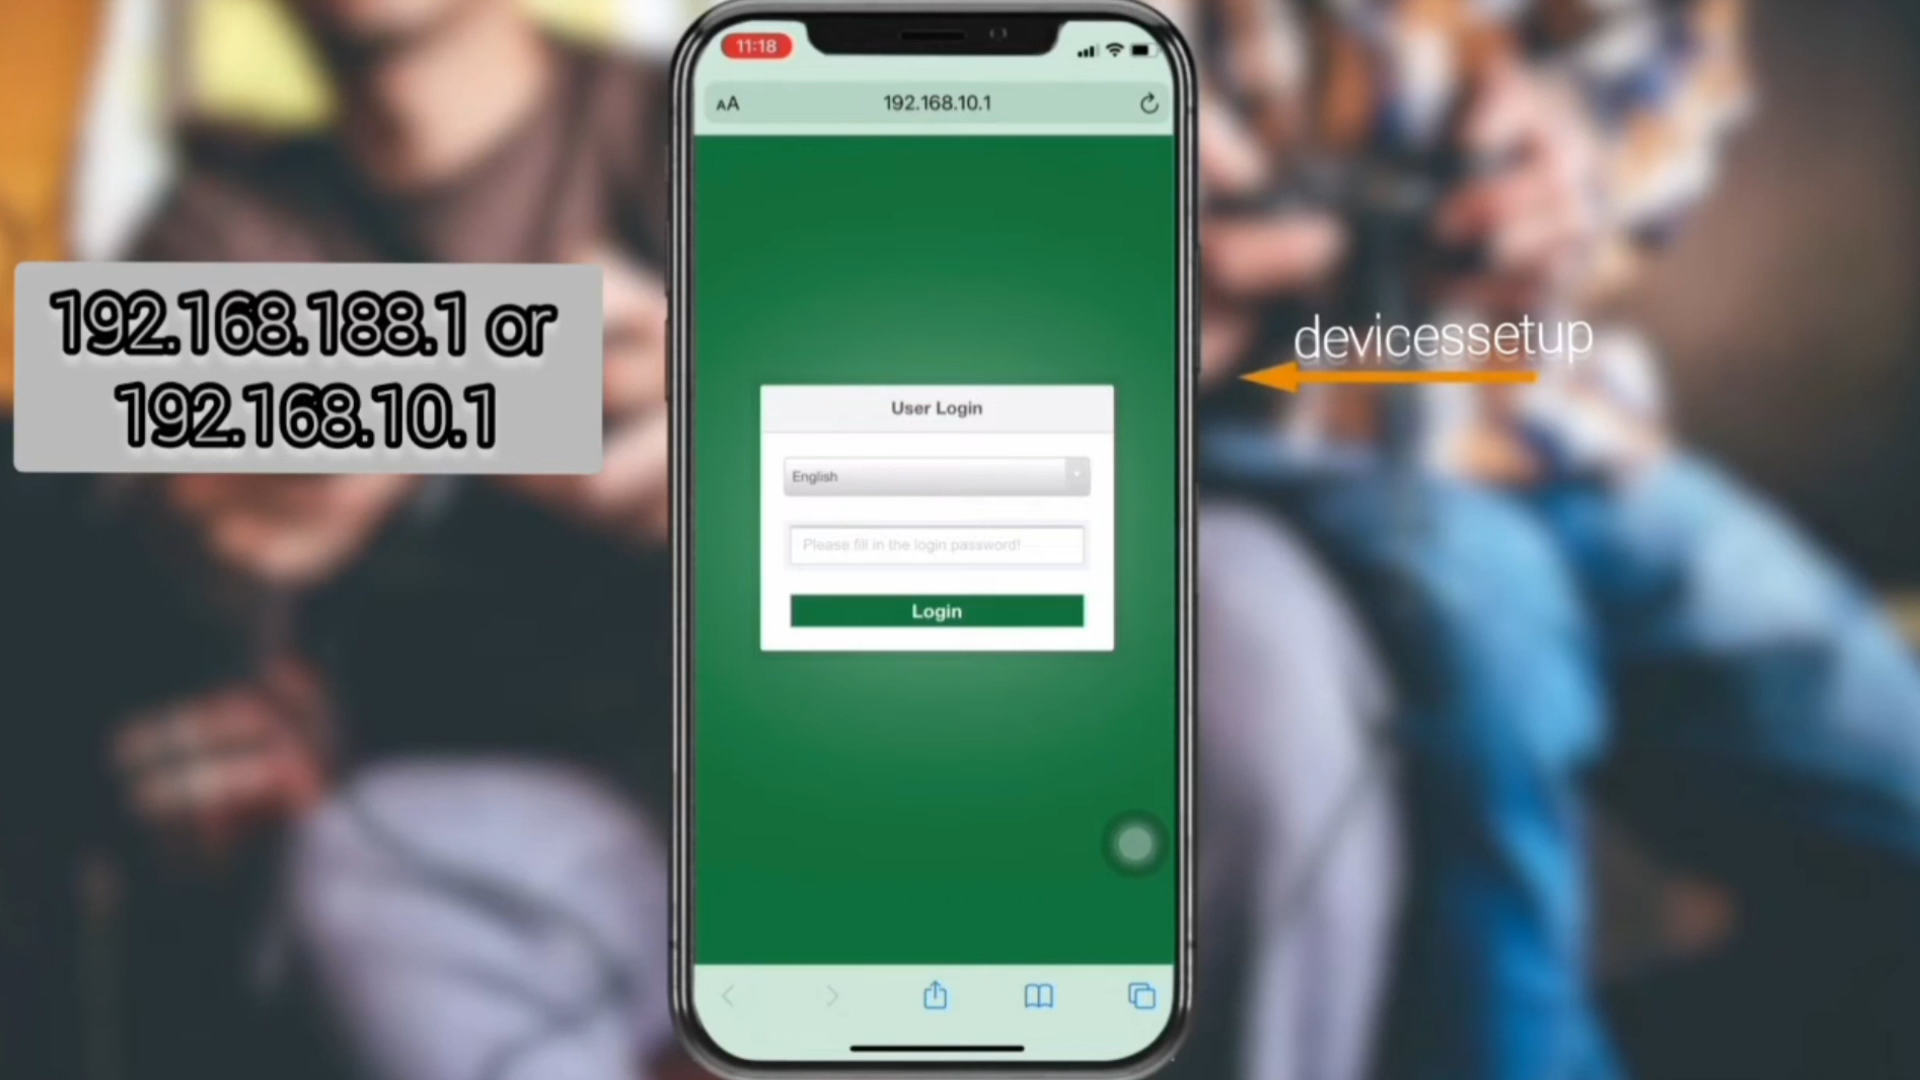 11:18
AA 192.168.10.1
192.168.188.1 or
192.168.10.1
devicessetup
User Login
English
Please fill in the login password!
Login